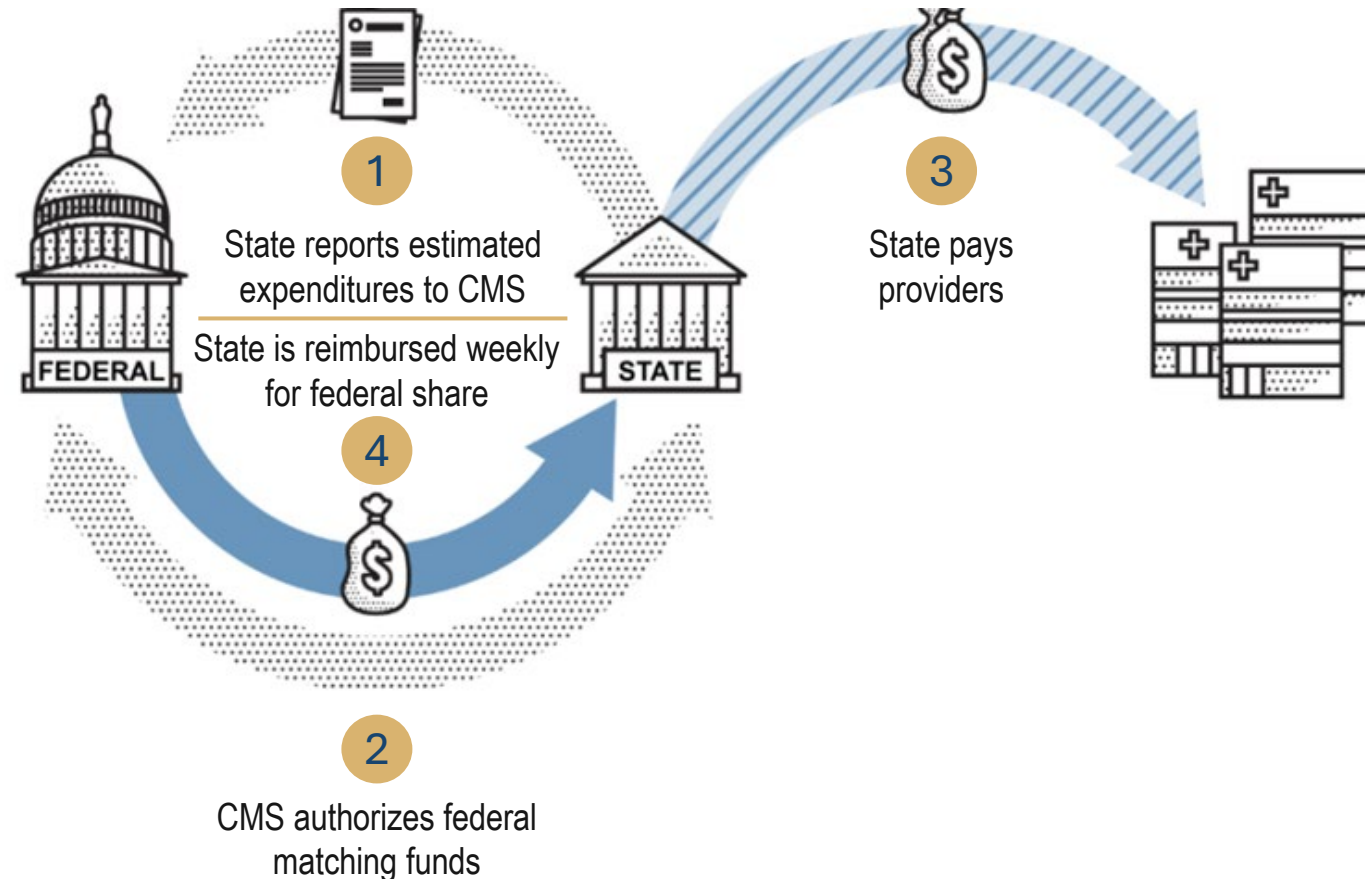 1
State reports estimated
expenditures to CMS
State is reimbursed weekly
for federal share
4
FEDERAL
STATE
3
State pays
providers
2
CMS authorizes federal
matching funds